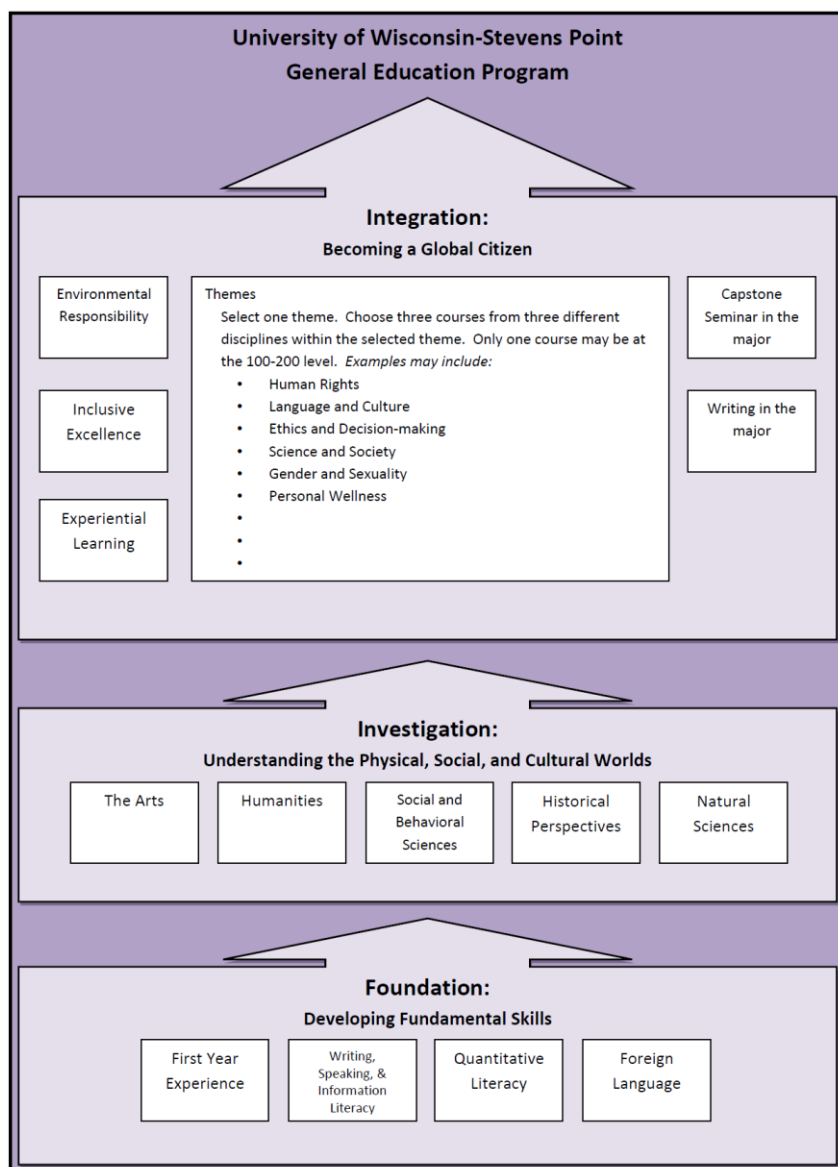 University of Wisconsin-Stevens Point
General Education Program
Integration:
Becoming a Global Citizen
Environmental
Responsibility
Inclusive
Excellence
Experiential
Learning
Themes
Select one theme.  Choose three courses from three different
disciplines within the selected theme.  Only one course may be at
the 100-200 level.  Examples may include:
• Human Rights
• Language and Culture
• Ethics and Decision-making
• Science and Society
• Gender and Sexuality
• Personal Wellness
•
•
•
Capstone
Seminar in the
major
Writing in the
major
Investigation:
Understanding the Physical, Social, and Cultural Worlds
The Arts
Humanities
Social and
Behavioral
Sciences
Historical
Perspectives
Natural
Sciences
Foundation:
Developing Fundamental Skills
First Year
Experience
Writing,
Speaking, &
Information
Literacy
Quantitative
Literacy
Foreign
Language